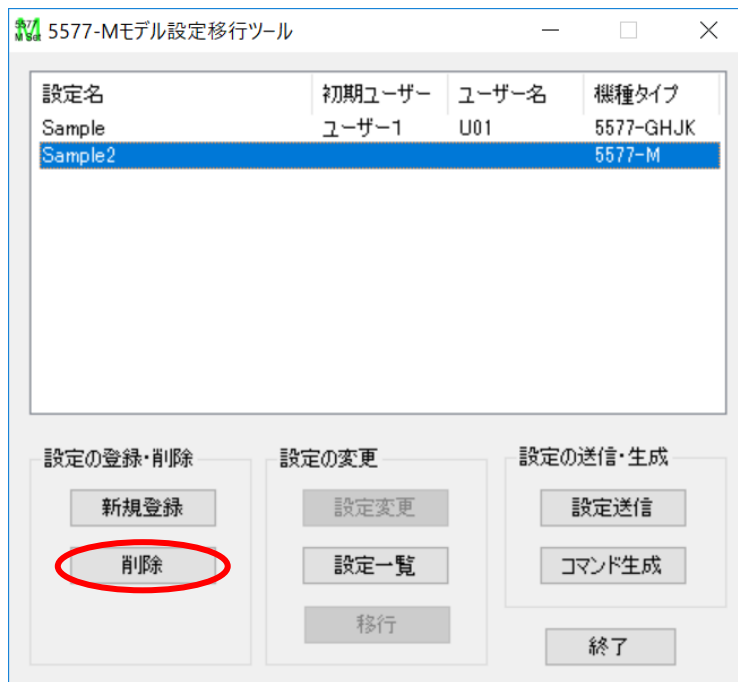 5577-Mモデル設定移行ツール
設定名 初期ユーザー ユーザー名 機種タイプ
Sample ユーザー1 U01 5577-GHJK
Sample2 5577-M
設定の登録・削除 設定の変更 設定の送信・生成
新規登録 設定変更 設定送信
削除 設定一覧 コマンド生成
移行
終了